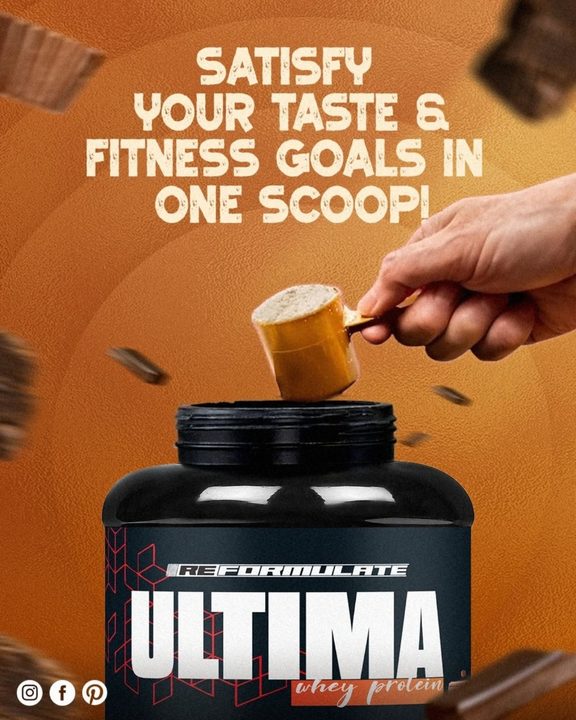 SATISFY
YOUR TASTE &
FITNESS GOALS IN
ONE SCOOP!
REFORMULATE
ULTIMA
whey protein